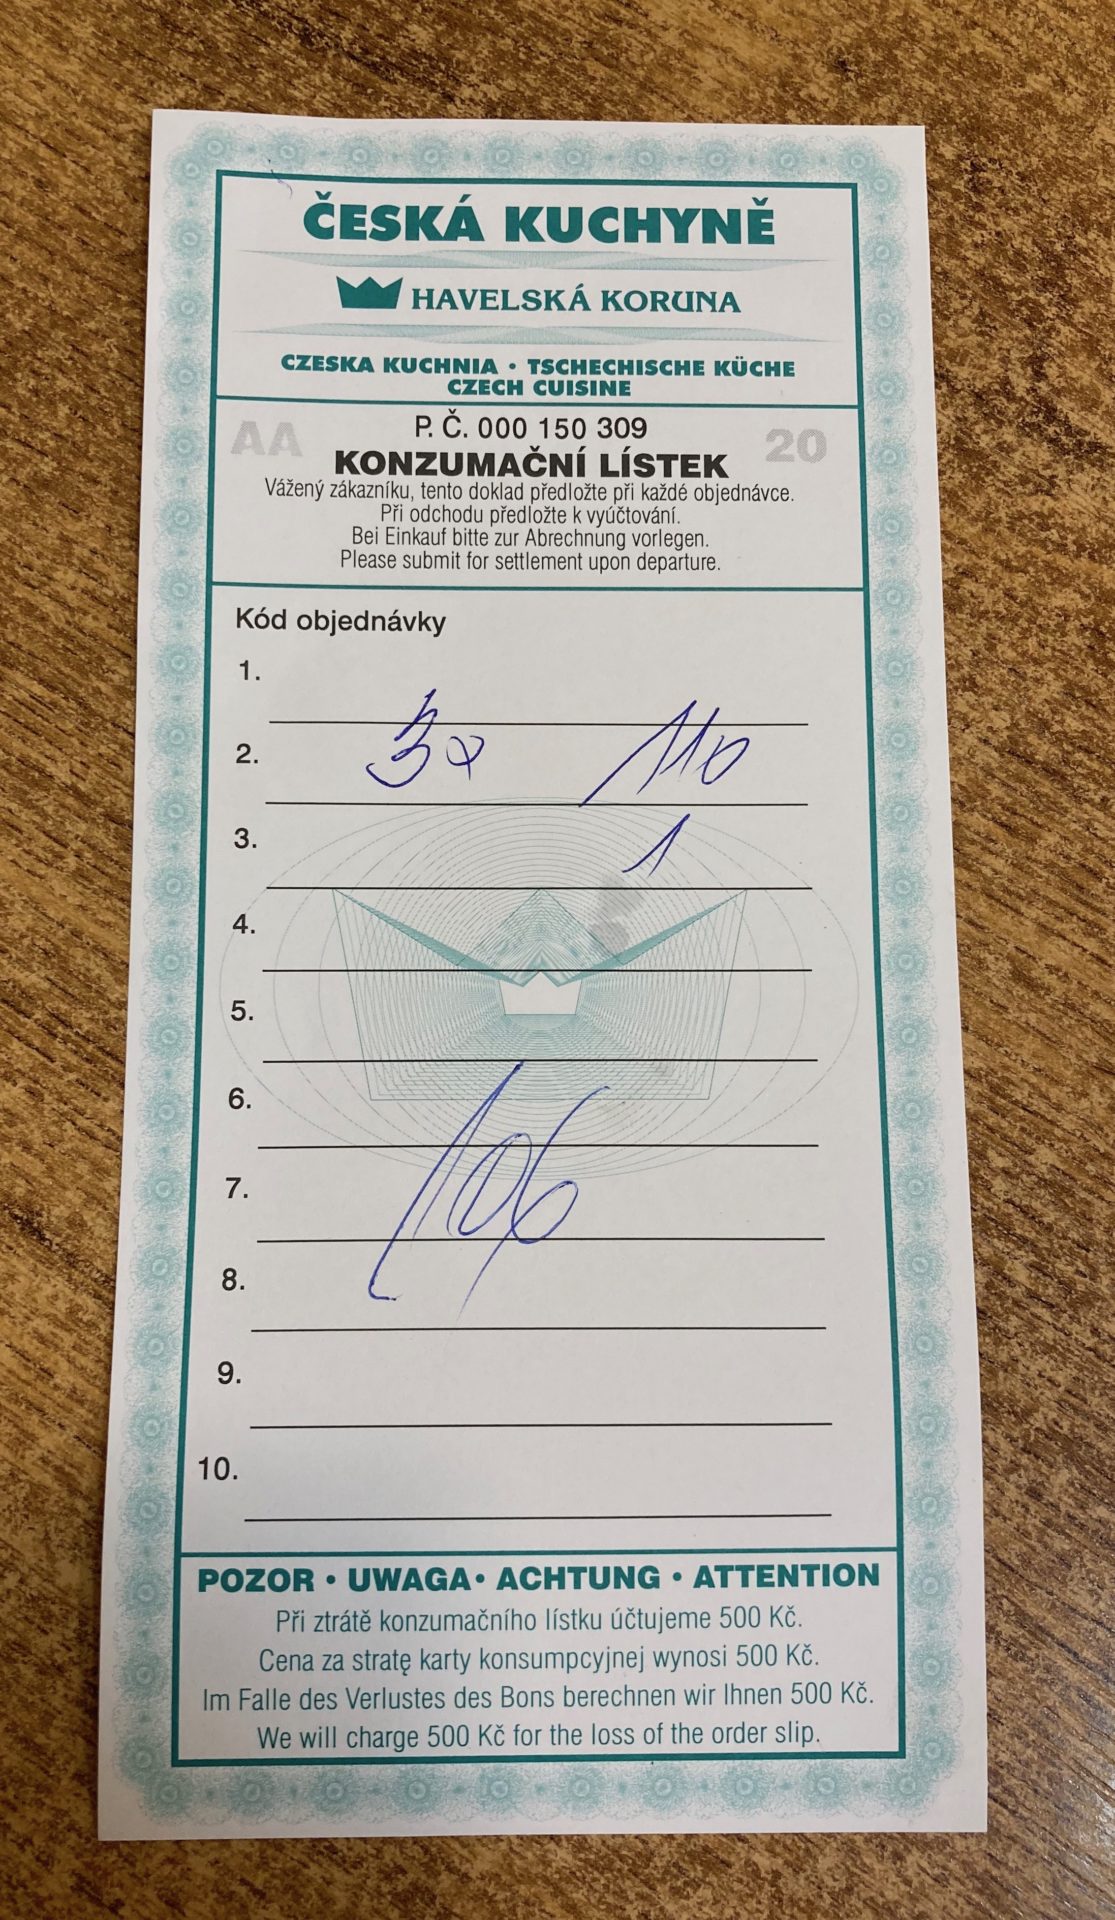 ČESKÁ KUCHYNĚ
HAVELSKÁ KORUNA
CZESKA KUCHNIA • TSCHECHISCHE KÜCHE
CZECH CUISINE
AA 20
P. Č. 000 150 309
KONZUMAČNÍ LÍSTEK
Vážený zákazníku, tento doklad předložte při každé objednávce.
Při odchodu předložte k vyúčtování.
Bei Einkauf bitte zur Abrechnung vorlegen.
Please submit for settlement upon departure.
Kód objednávky
1.
2. 110
3. 1
4.
5.
6.
7. 106
8.
9.
10.
POZOR • UWAGA • ACHTUNG • ATTENTION
Při ztrátě konzumačního lístku účtujeme 500 Kč.
Cena za stratę karty konsumpcyjnej wynosi 500 Kč.
Im Falle des Verlustes des Bons berechnen wir Ihnen 500 Kč.
We will charge 500 Kč for the loss of the order slip.